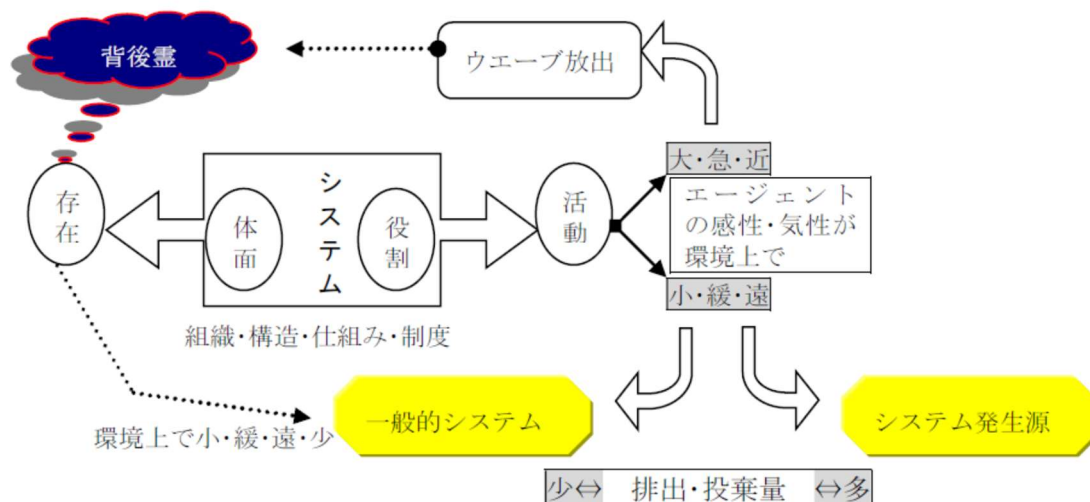 背後霊
ウエーブ放出
大・急・近
存在
体面
システム
役割
活動
エージェント
の感性・気性が
環境上で
小・緩・遠
組織・構造・仕組み・制度
一般的システム
システム発生源
環境上で小・緩・遠・少
少⇔ 排出・投棄量 ⇔多